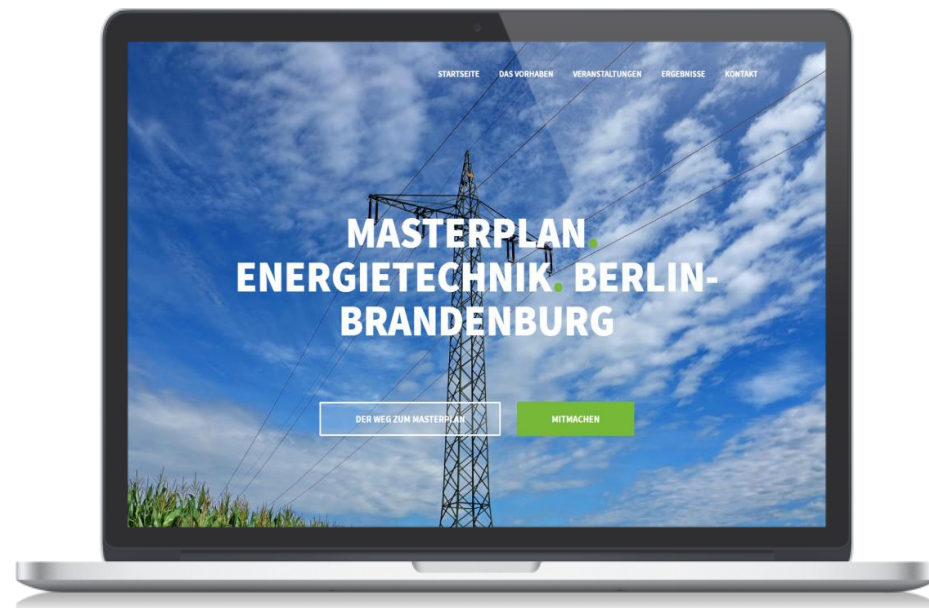 STARTSEITE DAS VORHABEN VERANSTALTUNGEN ERGEBNISSE KONTAKT
MASTERPLAN.
ENERGIETECHNIK. BERLIN-
BRANDENBURG
DER WEG ZUM MASTERPLAN MITMACHEN